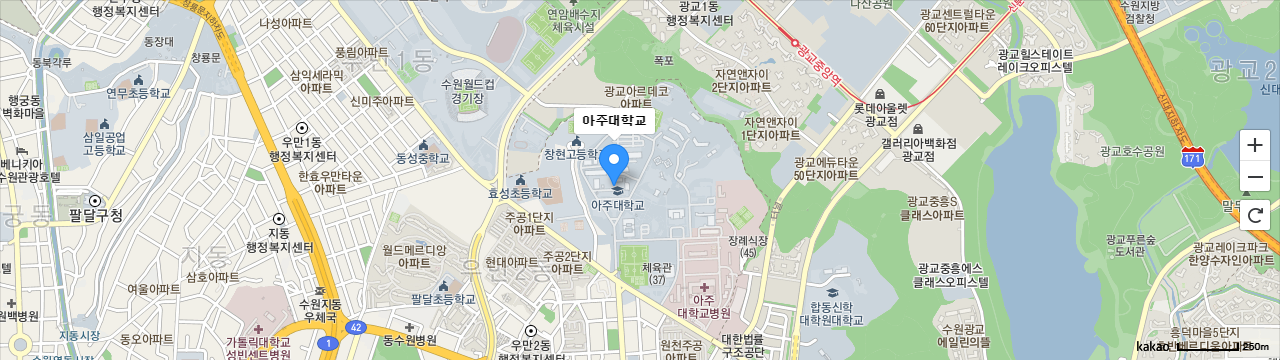 동장대
창룡문
동북각루
행궁동
벽화마을
연무초등학교
삼일공업
고등학교
베니키아
수원관광호텔
팔달구청
나성아파트
풍림아파트
삼익세라믹
아파트
신미주아파트
우만1동
행정복지센터
한효우만타운
아파트
동성중학교
지동
행정복지센터
지동
삼호아파트
여울아파트
동오아파트
수원지동
우체국
지동시장
가톨릭대학교
성빈센트병원
1
42
동수원병원
팔달초등학교
월드메르디앙
아파트
현대아파트
주공1단지
아파트
주공2단지
아파트
우만2동
행정복지센터
연암배수지
체육시설
수원월드컵
경기장
폭포
광교아르데코
아파트
아주대학교
창현고등학교
효성초등학교
아주대학교
체육관
(37)
장례식장
(45)
아주
대학교병원
원천주공
아파트
대한법률
구조공단
광교1동
행정복지센터
다산공원
광교중앙역
자연앤자이
2단지아파트
자연앤자이
1단지아파트
광교센트럴타운
60단지아파트
광교힐스테이트
레이크오피스텔
수원지방
검찰청
롯데아울렛
광교점
갤러리아백화점
광교점
광교에듀타운
50단지아파트
광교호수공원
광교중흥S
클래스아파트
광교중흥에스
클래스오피스텔
합동신학
대학원대학교
수원광교
에일린의뜰
광교푸른숲
도서관
광교레이크파크
한양수자인아파트
흥덕마을5단지
신대지하차도
171
광교2
kakao
250m